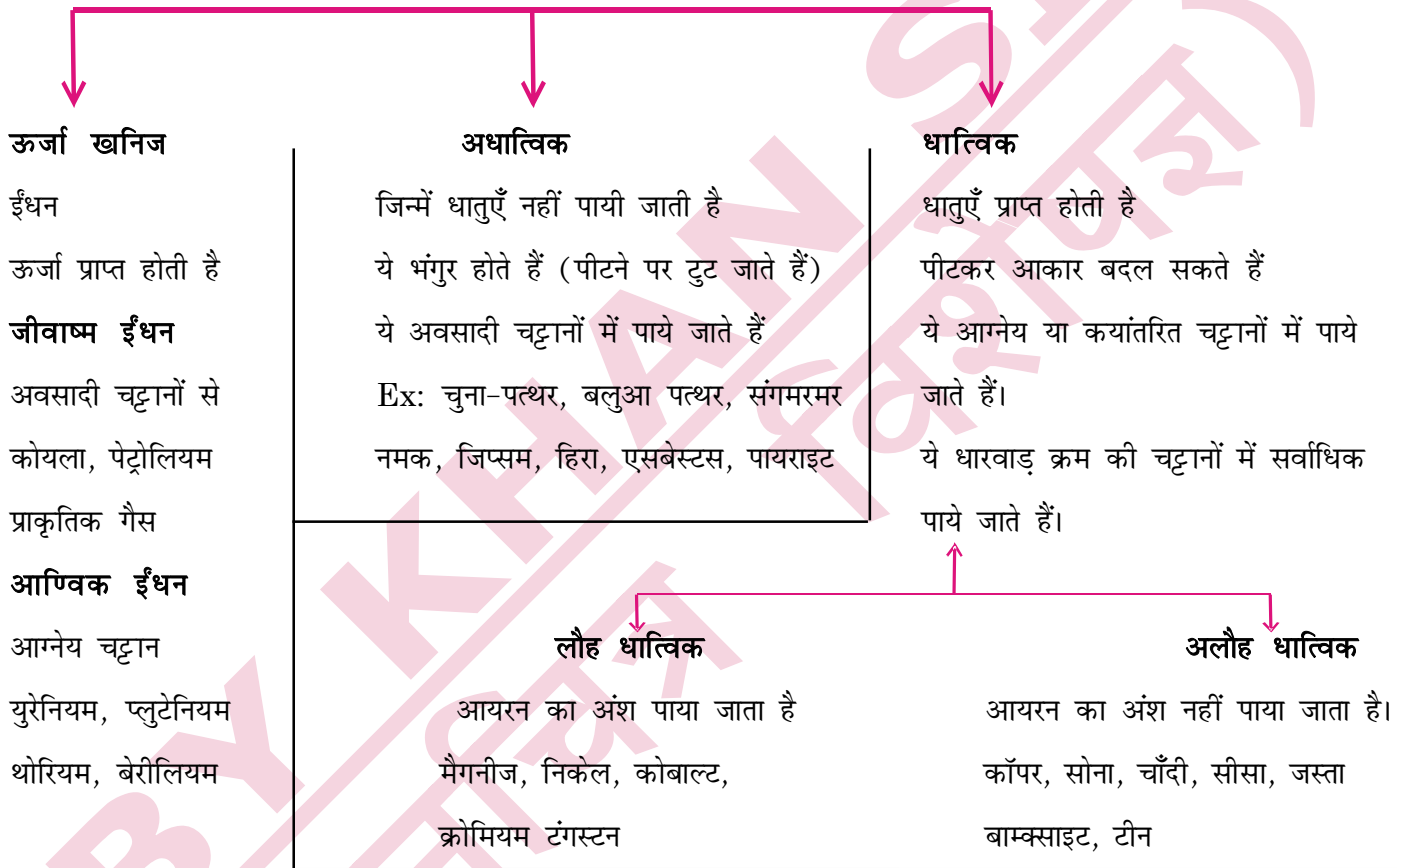 ऊर्जा खनिज
ईंधन
ऊर्जा प्राप्त होती है
जीवाष्म ईंधन
अवसादी चट्टानों से
कोयला, पेट्रोलियम
प्राकृतिक गैस
आण्विक ईंधन
आग्नेय चट्टान
युरेनियम, प्लुटेनियम
थोरियम, बेरीलियम
अधात्विक
जिन्में धातुएँ नहीं पायी जाती है
ये भंगुर होते हैं (पीटने पर टुट जाते हैं)
ये अवसादी चट्टानों में पाये जाते हैं
Ex: चुना-पत्थर, बलुआ पत्थर, संगमरमर
नमक, जिप्सम, हिरा, एसबेस्टस, पायराइट
धात्विक
धातुएँ प्राप्त होती है
पीटकर आकार बदल सकते हैं
ये आग्नेय या कयांतरित चट्टानों में पाये
जाते हैं।
ये धारवाड़ क्रम की चट्टानों में सर्वाधिक
पाये जाते हैं।
लौह धात्विक
आयरन का अंश पाया जाता है
मैगनीज, निकेल, कोबाल्ट,
क्रोमियम टंगस्टन
अलौह धात्विक
आयरन का अंश नहीं पाया जाता है।
कॉपर, सोना, चाँदी, सीसा, जस्ता
बाम्क्साइट, टीन
BY KHAN